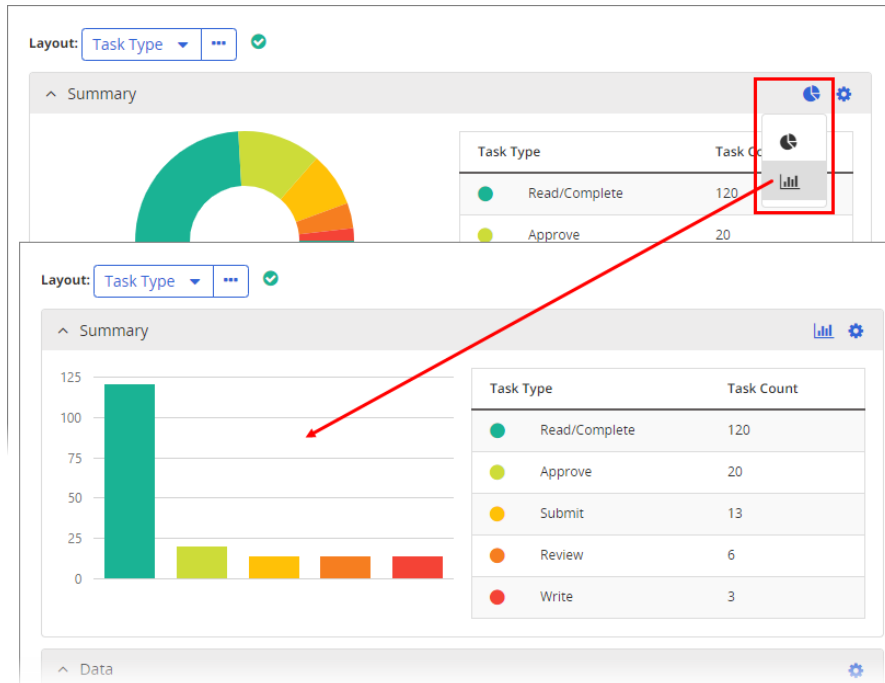 Layout: Task Type
Summary
Task Type Task Co
Read/Complete 120
Approve 20
Layout: Task Type
Summary
125
100
75
50
25
0
Task Type Task Count
Read/Complete 120
Approve 20
Submit 13
Review 6
Write 3
Data